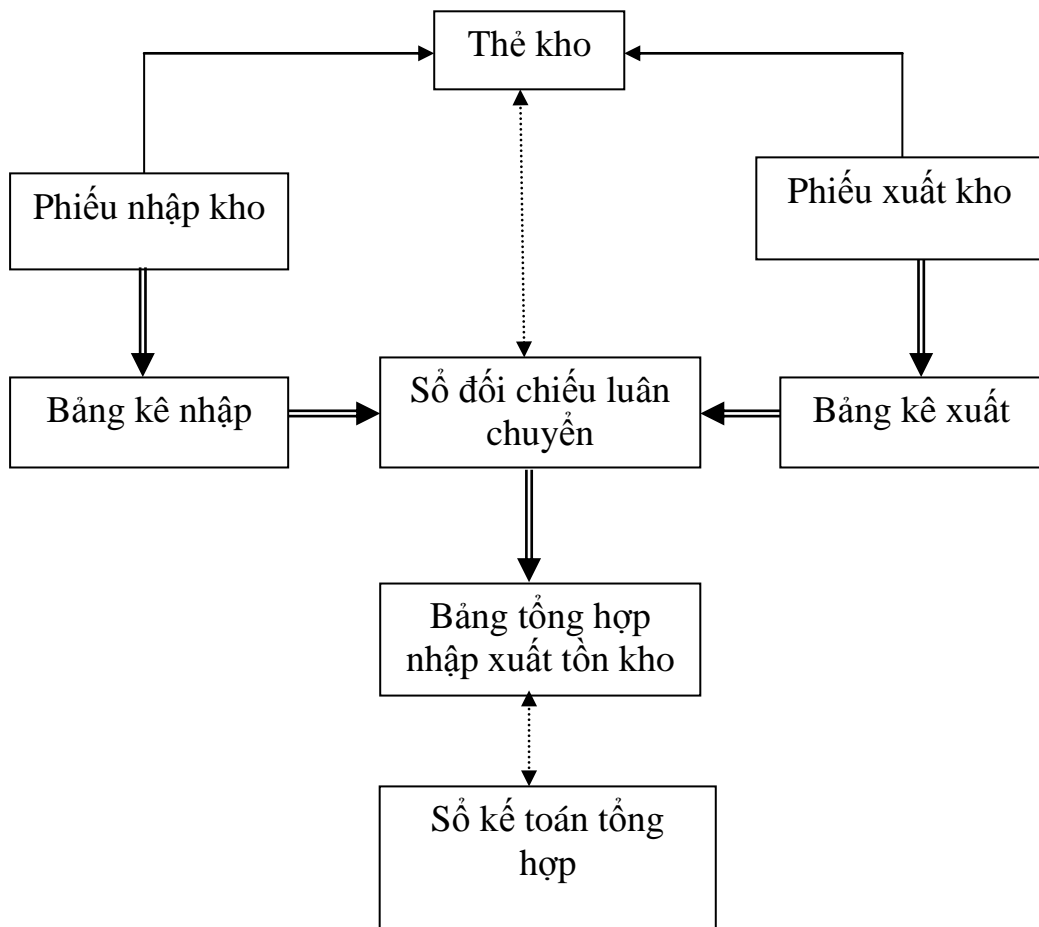 Thẻ kho
Phiếu nhập kho
Phiếu xuất kho
Bảng kê nhập
Sổ đối chiếu luân
chuyển
Bảng kê xuất
Bảng tổng hợp
nhập xuất tồn kho
Sổ kế toán tổng
hợp